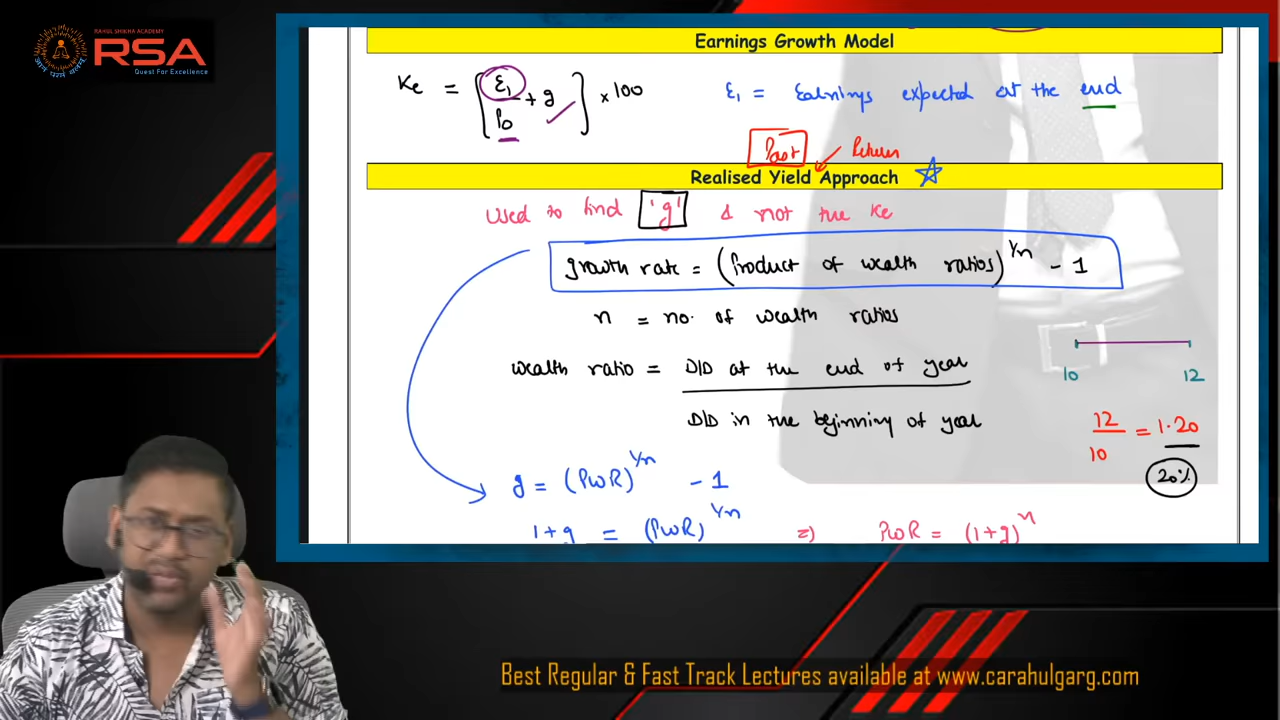 RAHUL SHIKHA ACADEMY
RSA
Quest For Excellence
Earnings Growth Model
Ke = [E₁/P₀ + g] × 100
E₁ = Earnings expected at the end
Past Return
Realised Yield Approach
Used to find 'g' & not the Ke
growth rate = (Product of wealth ratios)^1/n - 1
n = no. of wealth ratios
wealth ratio = D/D at the end of year
D/D in the beginning of year
10 12
12/10 = 1.20
20%
g = (PWR)^1/n - 1
1+g = (PWR)^1/n ⇒ PWR = (1+g)^n
Best Regular & Fast Track Lectures available at www.carahulgarg.com